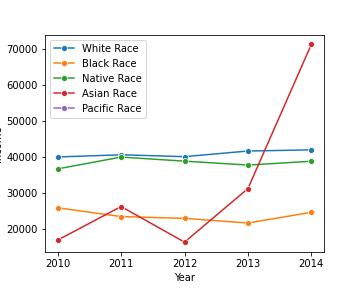 White Race
Black Race
Native Race
Asian Race
Pacific Race
70000
60000
50000
40000
30000
20000
2010 2011 2012 2013 2014
Year